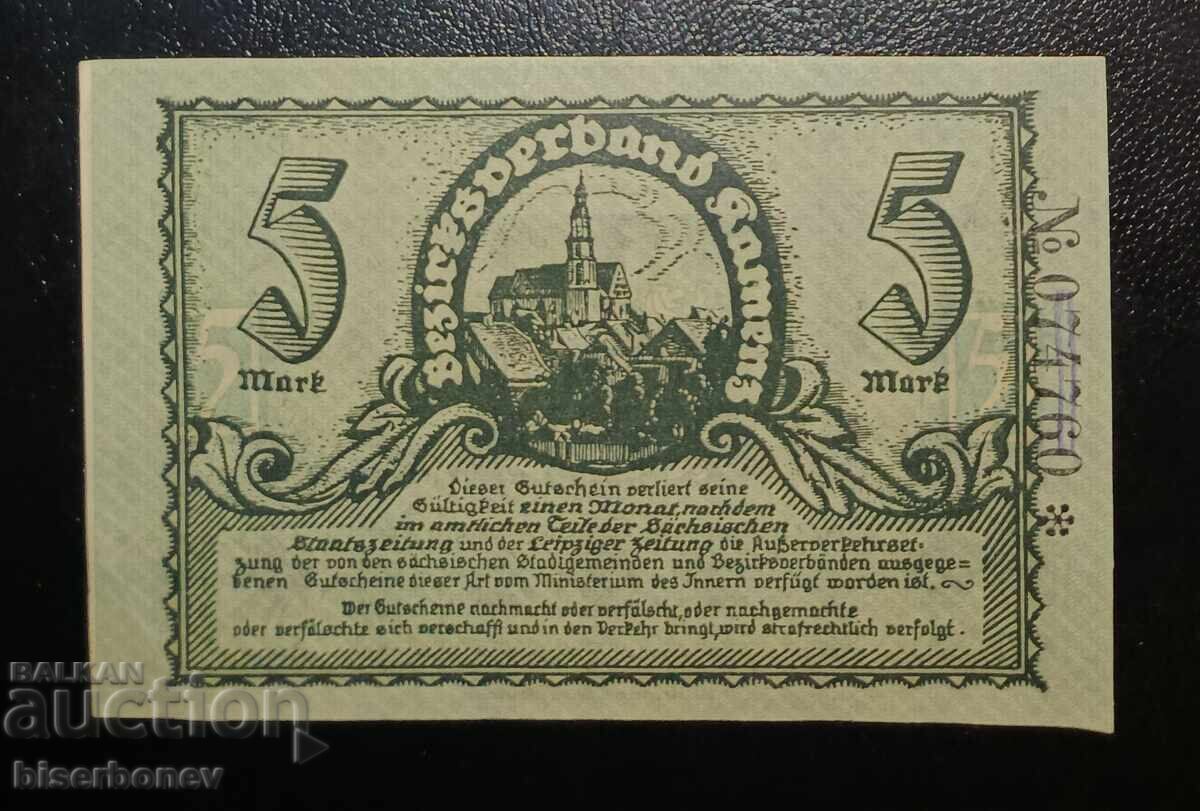 Bezirksverband Kamenz
5
Mark
5
Mark
5
5
№ 074760 *
Dieser Gutschein verliert seine
Gültigkeit einen Monat, nachdem
im amtlichen Teile der Sächsischen
Staatszeitung und der Leipziger Zeitung die Außerverkehrset-
zung der von den sächsischen Stadtgemeinden und Bezirksverbänden ausgege=
benen Gutscheine dieser Art vom Ministerium des Innern verfügt worden ist.
Wer Gutscheine nachmacht oder verfälscht, oder nachgemachte
oder verfälschte sich verschafft und in den Verkehr bringt, wird strafrechtlich verfolgt.
BALKAN
auction
biserbonev